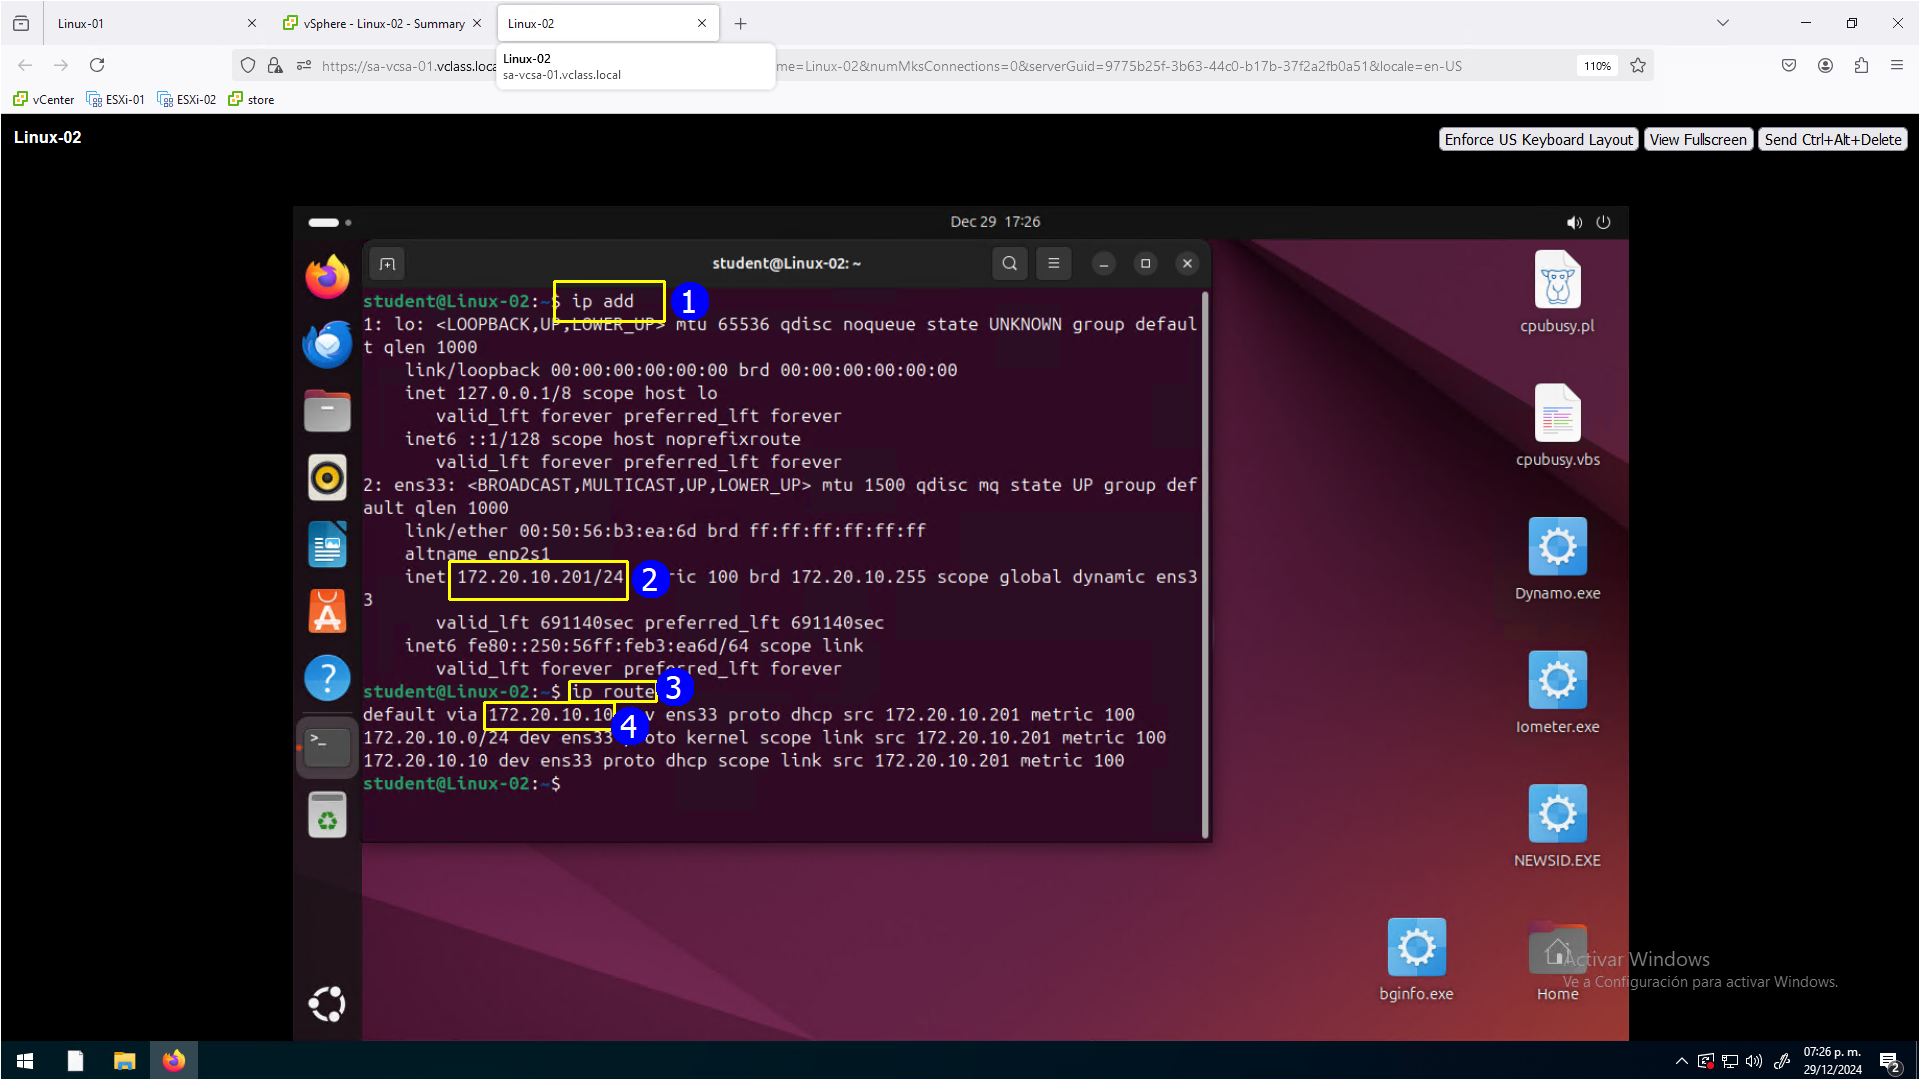 Linux-01
vSphere - Linux-02 - Summary
Linux-02
Linux-02
sa-vcsa-01.vclass.local
https://sa-vcsa-01.vclass.loca
me=Linux-02&numMksConnections=0&serverGuid=9775b25f-3b63-44c0-b17b-37f2a2fb0a51&locale=en-US
110%
vCenter
ESXi-01
ESXi-02
store
Linux-02
Enforce US Keyboard Layout
View Fullscreen
Send Ctrl+Alt+Delete
Dec 29 17:26
student@Linux-02: ~
student@Linux-02:~$ ip add
1
1: lo: <LOOPBACK,UP,LOWER_UP> mtu 65536 qdisc noqueue state UNKNOWN group defaul
t qlen 1000
link/loopback 00:00:00:00:00:00 brd 00:00:00:00:00:00
inet 127.0.0.1/8 scope host lo
valid_lft forever preferred_lft forever
inet6 ::1/128 scope host noprefixroute
valid_lft forever preferred_lft forever
2: ens33: <BROADCAST,MULTICAST,UP,LOWER_UP> mtu 1500 qdisc mq state UP group def
ault qlen 1000
link/ether 00:50:56:b3:ea:6d brd ff:ff:ff:ff:ff:ff
altname enp2s1
inet 172.20.10.201/24 2 ric 100 brd 172.20.10.255 scope global dynamic ens3
3
valid_lft 691140sec preferred_lft 691140sec
inet6 fe80::250:56ff:feb3:ea6d/64 scope link
valid_lft forever preferred_lft forever
student@Linux-02:~$ ip route
3
default via 172.20.10.10 v ens33 proto dhcp src 172.20.10.201 metric 100
4
172.20.10.0/24 dev ens33 proto kernel scope link src 172.20.10.201 metric 100
172.20.10.10 dev ens33 proto dhcp scope link src 172.20.10.201 metric 100
student@Linux-02:~$
cpubusy.pl
cpubusy.vbs
Dynamo.exe
Iometer.exe
NEWSID.EXE
bginfo.exe
Home
Activar Windows
Ve a Configuración para activar Windows.
07:26 p. m.
29/12/2024
2